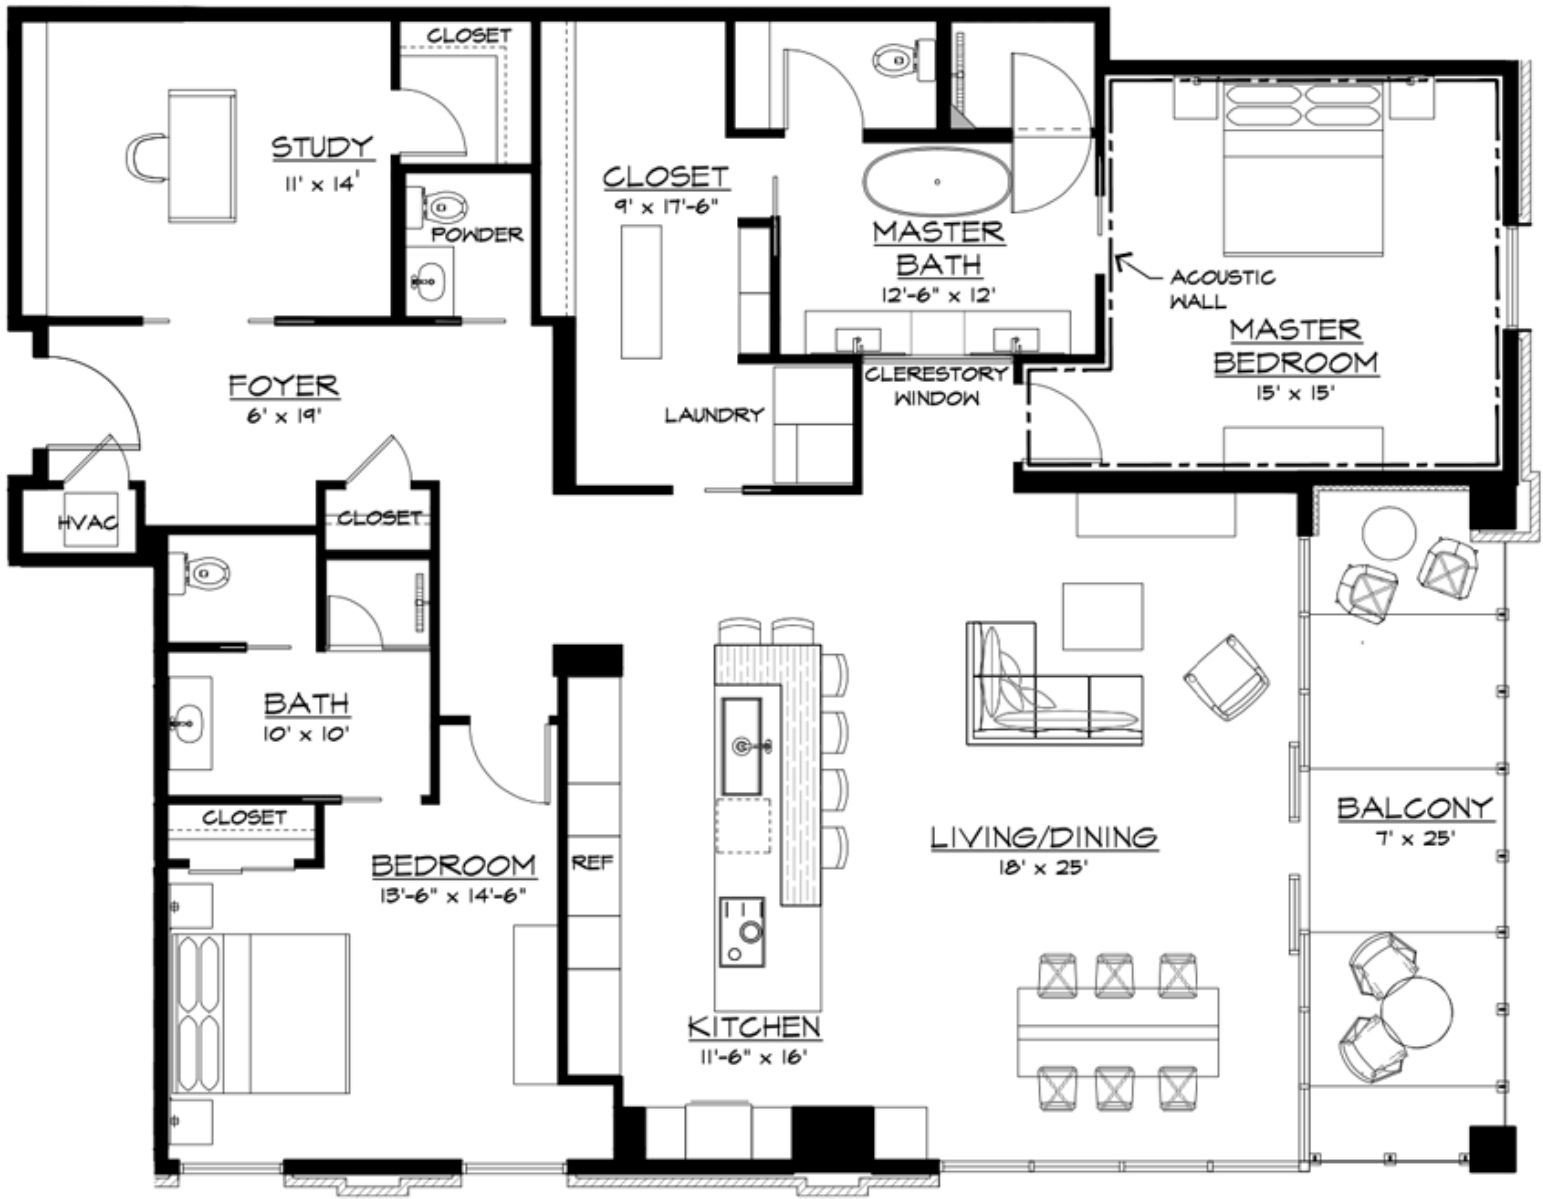 CLOSET
STUDY
11' x 14'
CLOSET
9' x 17'-6"
POWDER
MASTER
BATH
12'-6" x 12'
ACOUSTIC
WALL
MASTER
BEDROOM
15' x 15'
FOYER
6' x 19'
CLERESTORY
WINDOW
LAUNDRY
HVAC
CLOSET
BATH
10' x 10'
CLOSET
BEDROOM
13'-6" x 14'-6"
REF
LIVING/DINING
18' x 25'
BALCONY
7' x 25'
KITCHEN
11'-6" x 16'